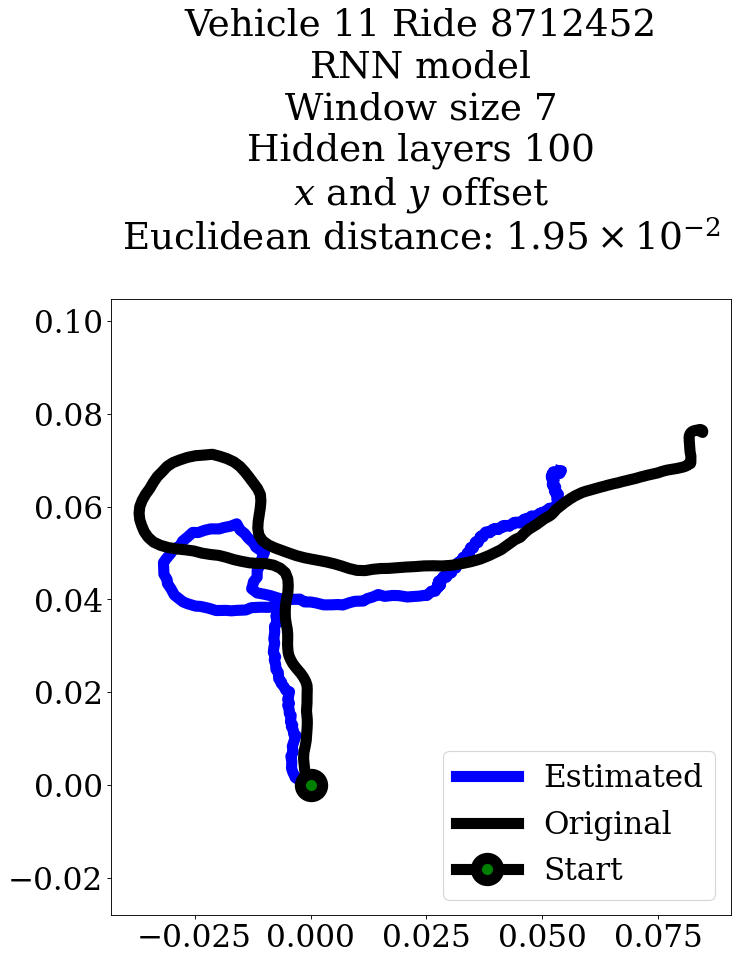 Vehicle 11 Ride 8712452
RNN model
Window size 7
Hidden layers 100
x and y offset
Euclidean distance: 1.95 × 10⁻²
0.10
0.08
0.06
0.04
0.02
0.00
−0.02
Estimated
Original
Start
−0.025 0.000 0.025 0.050 0.075